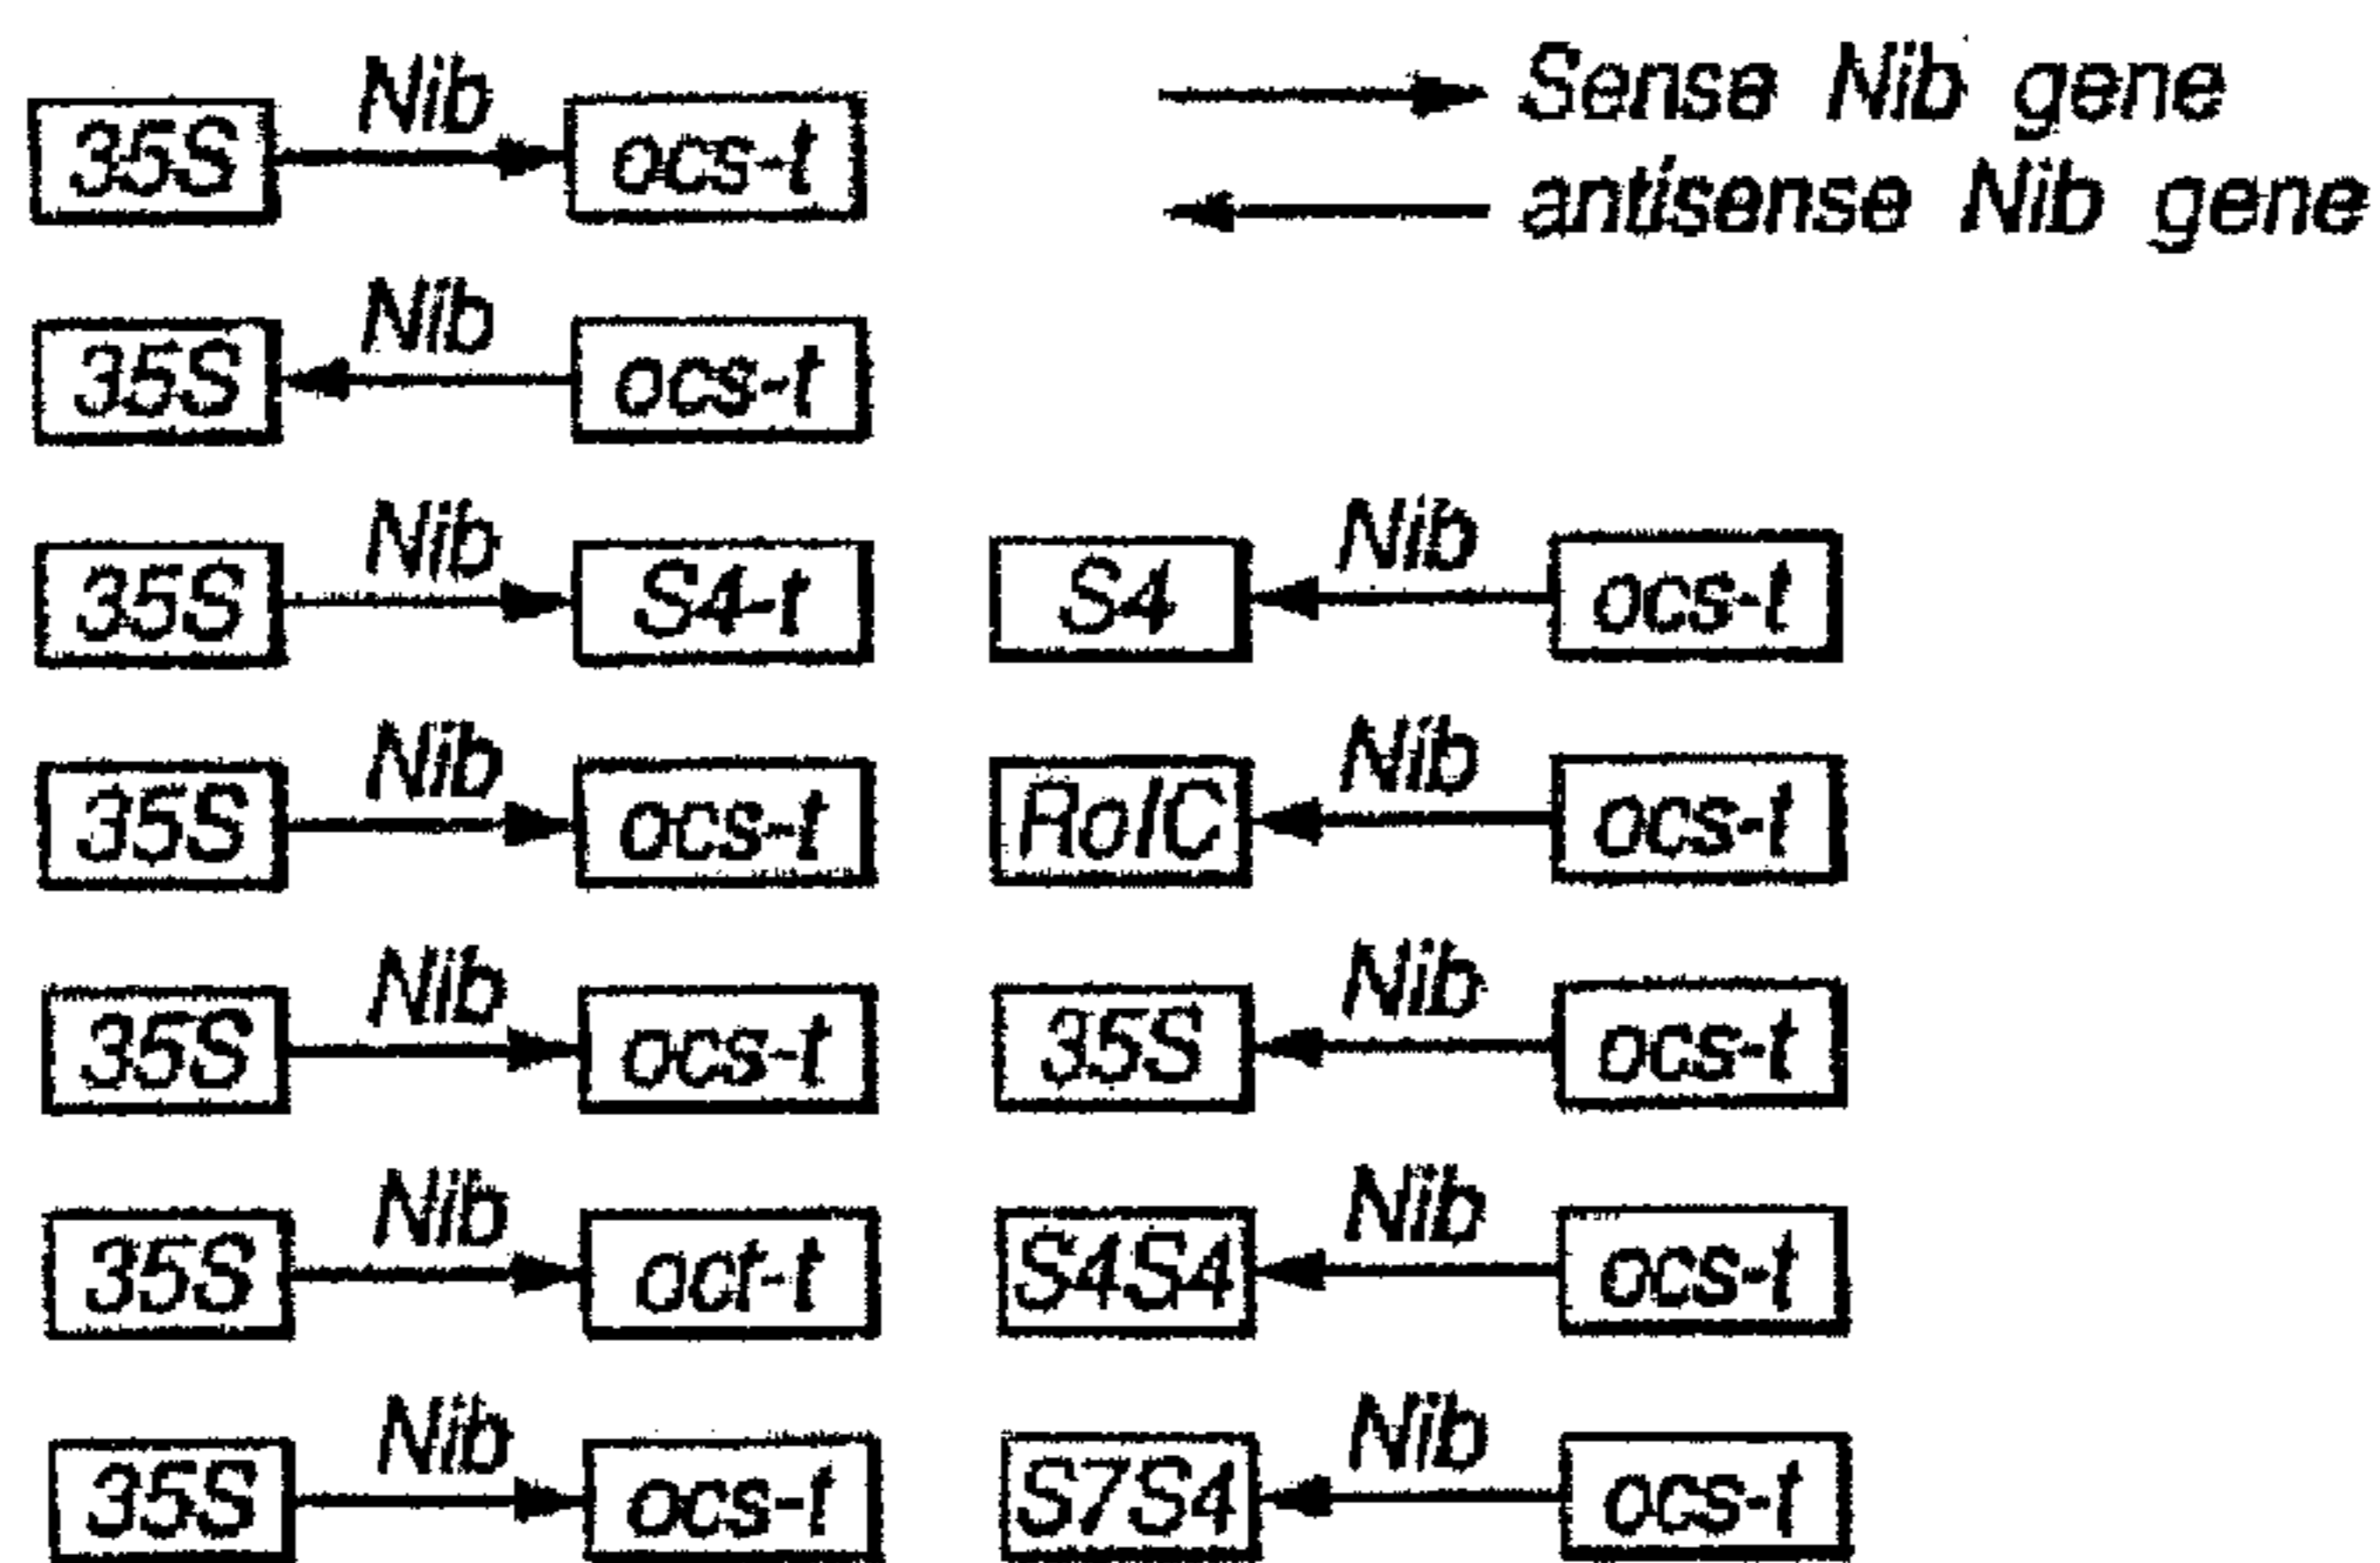 Nib
35S ocs-t
Sense Nib gene
antisense Nib gene
Nib
35S ocs-t
Nib Nib
35S S4-t S4 ocs-t
Nib Nib
35S ocs-t RolC ocs-t
Nib Nib
35S ocs-t 35S ocs-t
Nib Nib
35S oct-t S4S4 ocs-t
Nib Nib
35S ocs-t S7S4 ocs-t